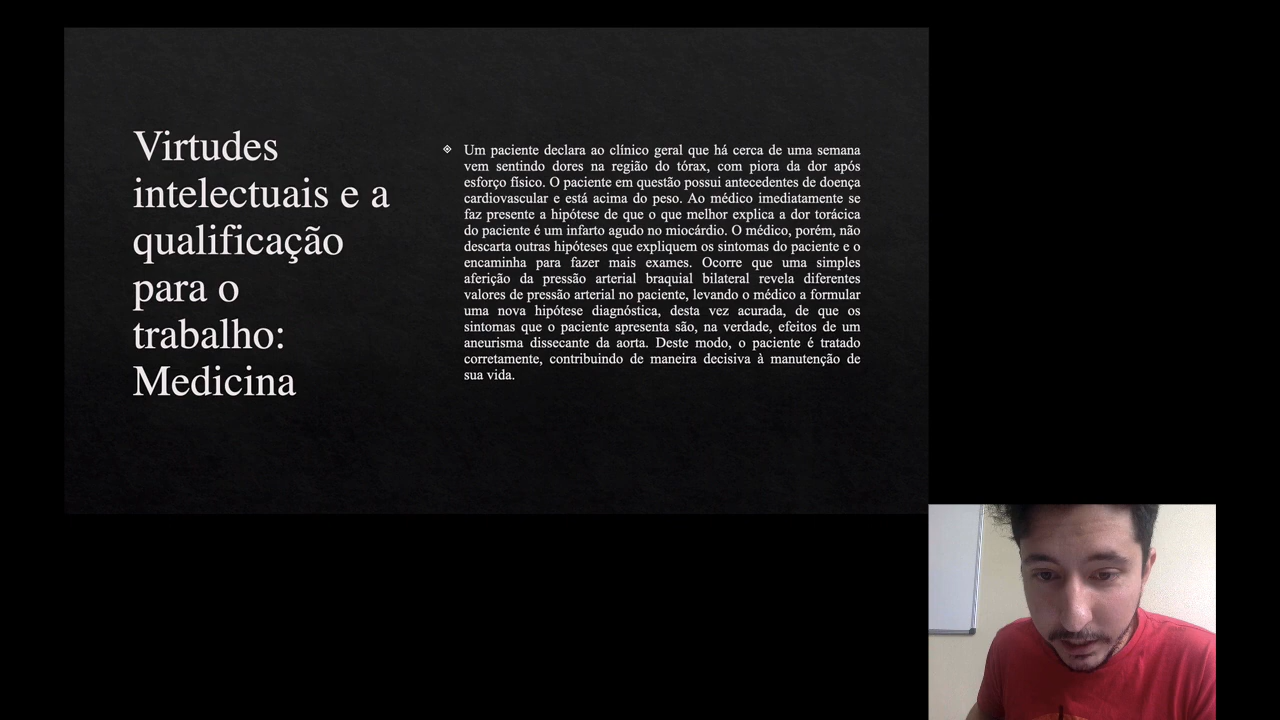 Virtudes
intelectuais e a
qualificação
para o
trabalho:
Medicina
Um paciente declara ao clínico geral que há cerca de uma semana
vem sentindo dores na região do tórax, com piora da dor após
esforço físico. O paciente em questão possui antecedentes de doença
cardiovascular e está acima do peso. Ao médico imediatamente se
faz presente a hipótese de que o que melhor explica a dor torácica
do paciente é um infarto agudo no miocárdio. O médico, porém, não
descarta outras hipóteses que expliquem os sintomas do paciente e o
encaminha para fazer mais exames. Ocorre que uma simples
aferição da pressão arterial braquial bilateral revela diferentes
valores de pressão arterial no paciente, levando o médico a formular
uma nova hipótese diagnóstica, desta vez acurada, de que os
sintomas que o paciente apresenta são, na verdade, efeitos de um
aneurisma dissecante da aorta. Deste modo, o paciente é tratado
corretamente, contribuindo de maneira decisiva à manutenção de
sua vida.